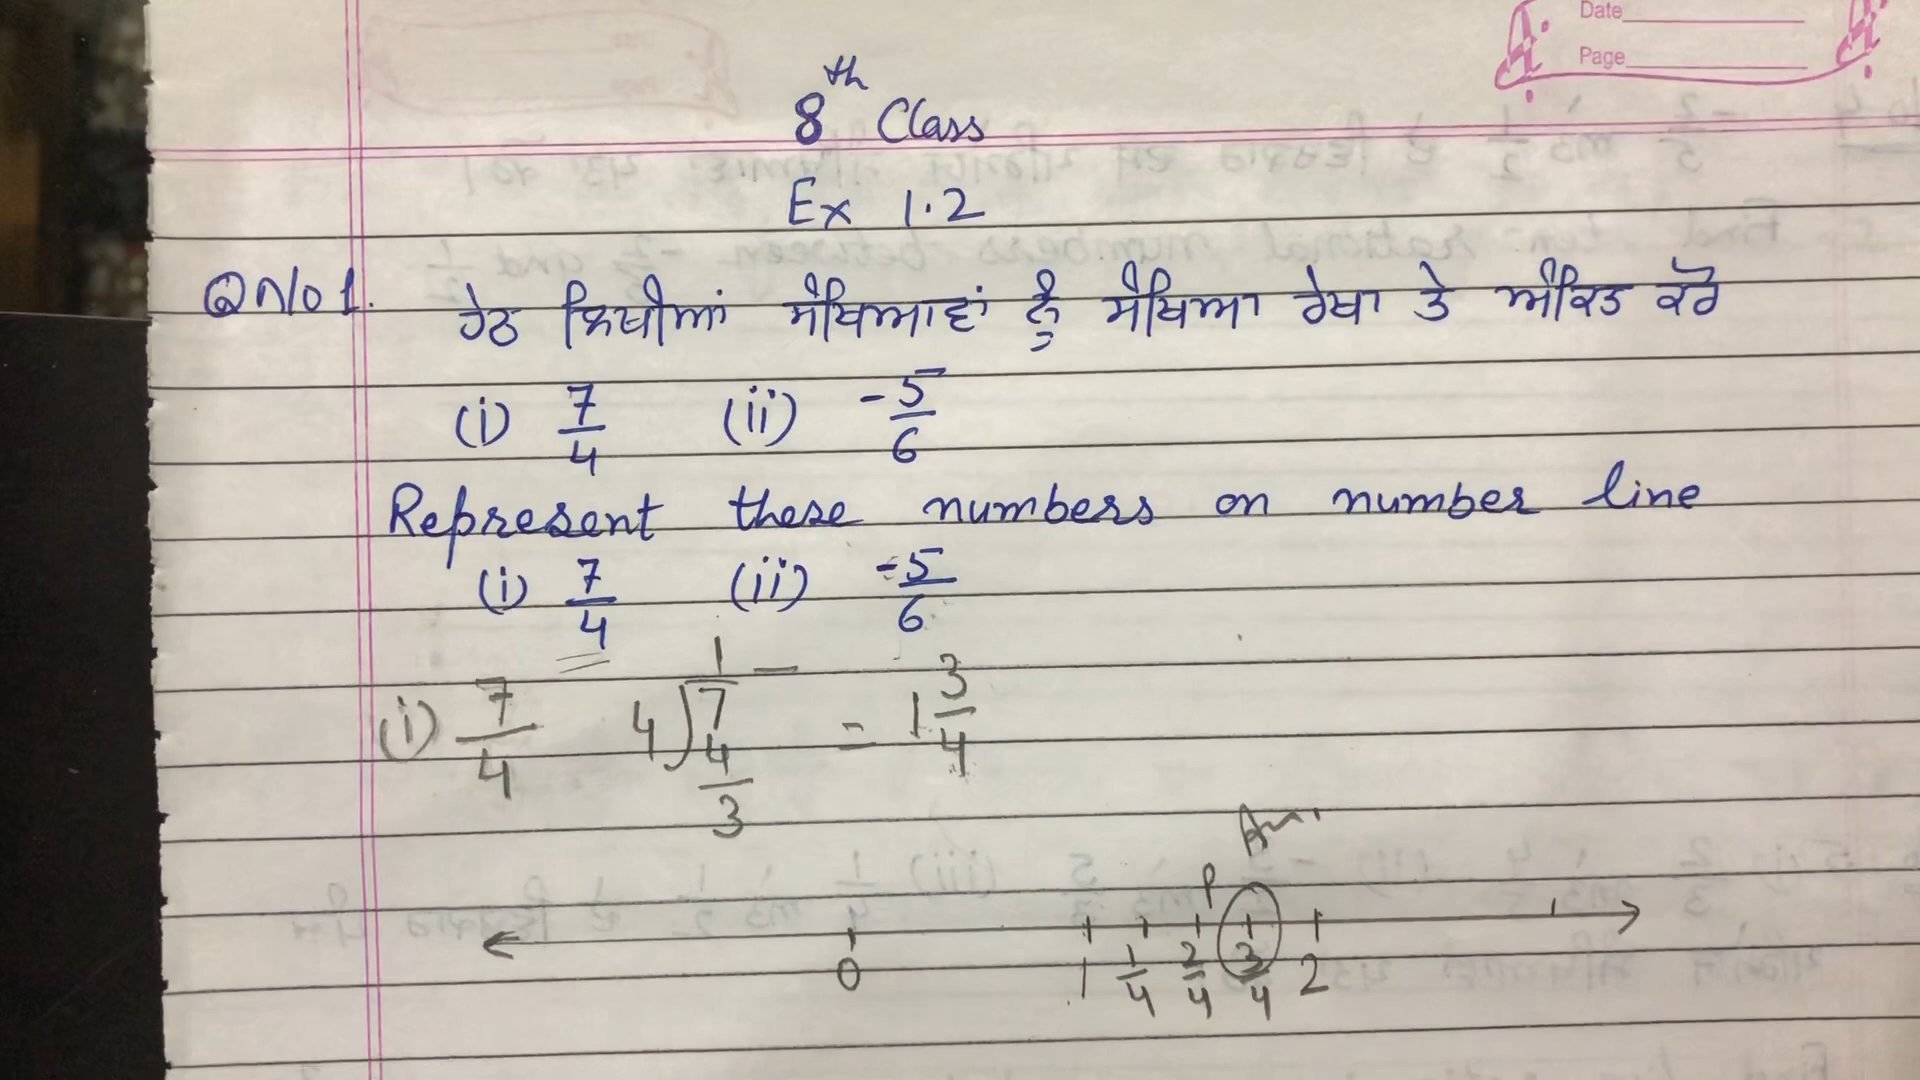 Date
Page
8th Class
Ex 1.2
Q No 1. ਹੇਠ ਲਿਖੀਆਂ ਸੰਖਿਆਵਾਂ ਨੂੰ ਸੰਖਿਆ ਰੇਖਾ ਤੇ ਅੰਕਿਤ ਕਰੋ
(i) 7/4 (ii) -5/6
Represent these numbers on number line
(i) 7/4 (ii) -5/6
(i) 7/4 4)7 1 4 3 = 1 3/4
Ans.
P
0 1 1/4 2/4 3/4 2